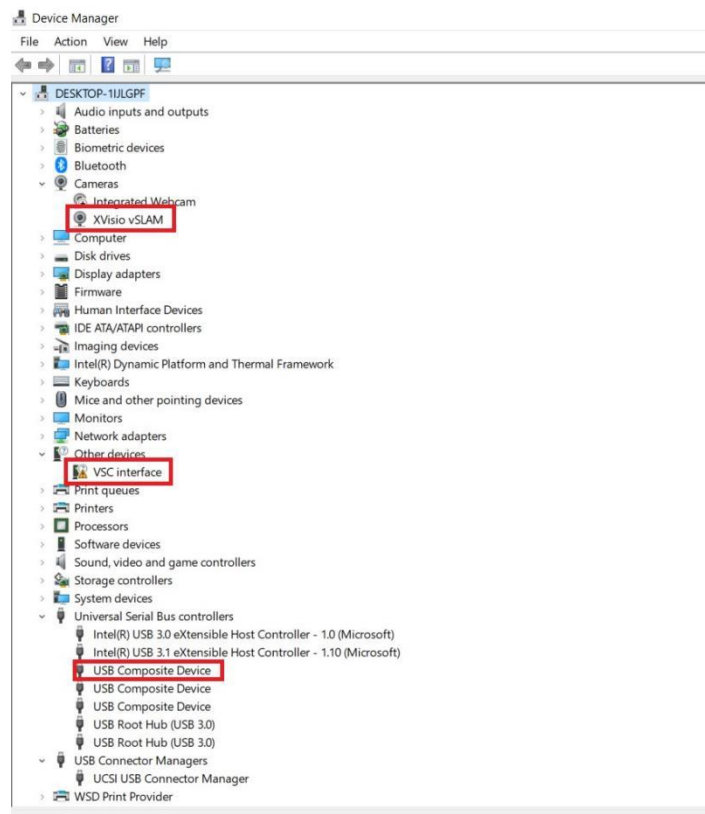 Device Manager
File Action View Help
DESKTOP-1IJLGPF
Audio inputs and outputs
Batteries
Biometric devices
Bluetooth
Cameras
Integrated Webcam
XVisio vSLAM
Computer
Disk drives
Display adapters
Firmware
Human Interface Devices
IDE ATA/ATAPI controllers
Imaging devices
Intel(R) Dynamic Platform and Thermal Framework
Keyboards
Mice and other pointing devices
Monitors
Network adapters
Other devices
VSC interface
Print queues
Printers
Processors
Software devices
Sound, video and game controllers
Storage controllers
System devices
Universal Serial Bus controllers
Intel(R) USB 3.0 eXtensible Host Controller - 1.0 (Microsoft)
Intel(R) USB 3.1 eXtensible Host Controller - 1.10 (Microsoft)
USB Composite Device
USB Composite Device
USB Composite Device
USB Root Hub (USB 3.0)
USB Root Hub (USB 3.0)
USB Connector Managers
UCSI USB Connector Manager
WSD Print Provider